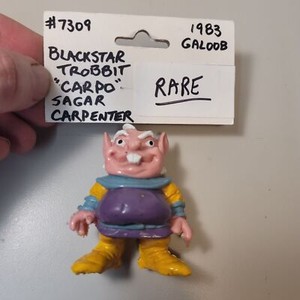 #7309
1983
GALOOB
BLACKSTAR
TROBBIT
"CARPO"
SAGAR
CARPENTER
RARE